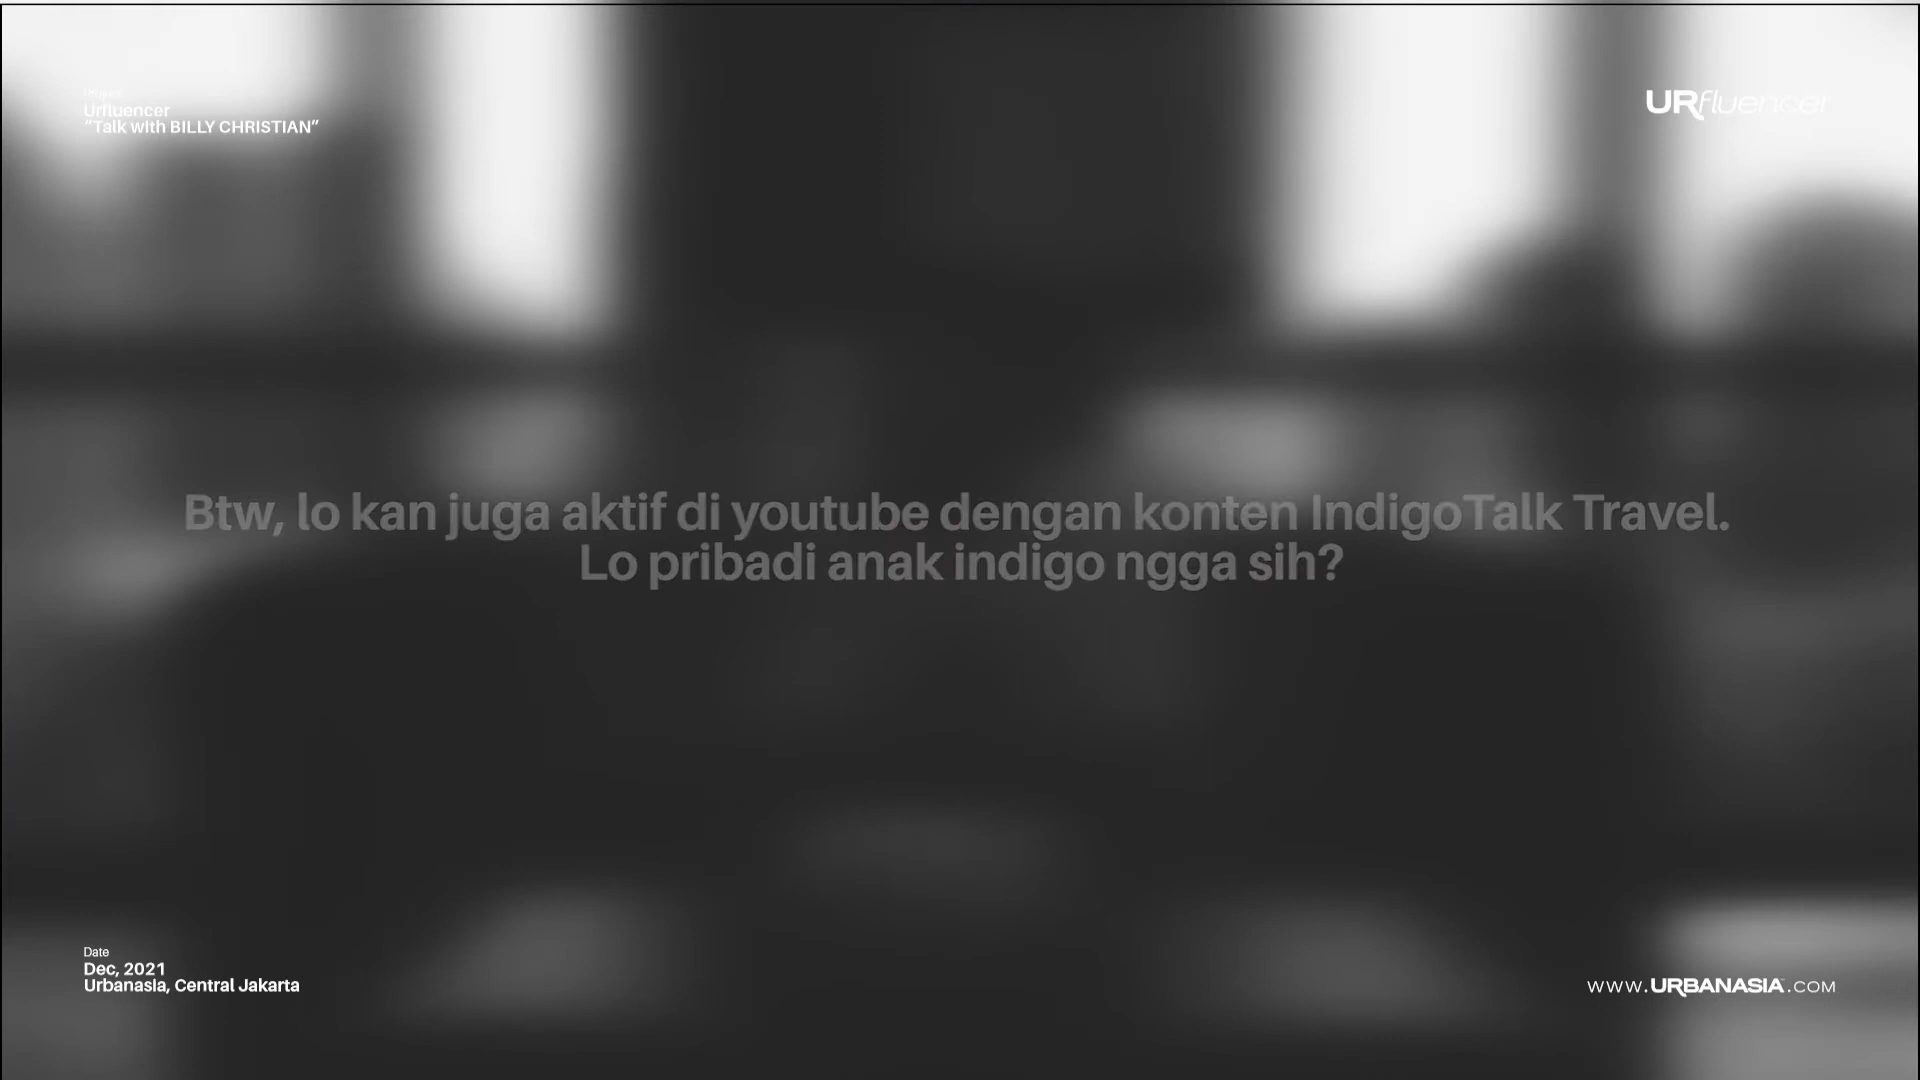 Project
Urfluencer
"Talk with BILLY CHRISTIAN"
URfluencer
Btw, lo kan juga aktif di youtube dengan konten IndigoTalk Travel.
Lo pribadi anak indigo ngga sih?
Date
Dec, 2021
Urbanasia, Central Jakarta
WWW.URBANASIA.COM